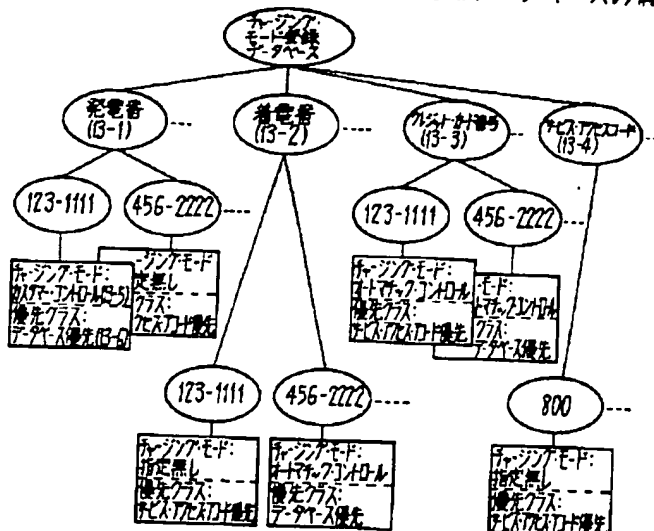 チャージング・
モード登録
データベース
発電番
(13-1)
着電番
(13-2)
クレジット・カード番号
(13-3)
サービス・アクセスコード
(13-4)
123-1111
456-2222
123-1111
456-2222
チャージング・モード:
カスタマー・コントロール(13-5)
優先クラス:
データベース優先(13-6)
ージング・モード
定無し
クラス:
アクセスコード優先
チャージング・モード:
オートマチック・コントロール
優先クラス:
サービス・アクセスコード優先
モード:
トマチック・コントロール
クラス:
データベース優先
123-1111
456-2222
800
チャージング・モード:
指定無し
優先クラス:
サービス・アクセスコード優先
チャージング・モード:
オートマチック・コントロール
優先クラス:
データベース優先
チャージング・モード:
指定無し
優先クラス:
サービス・アクセスコード優先